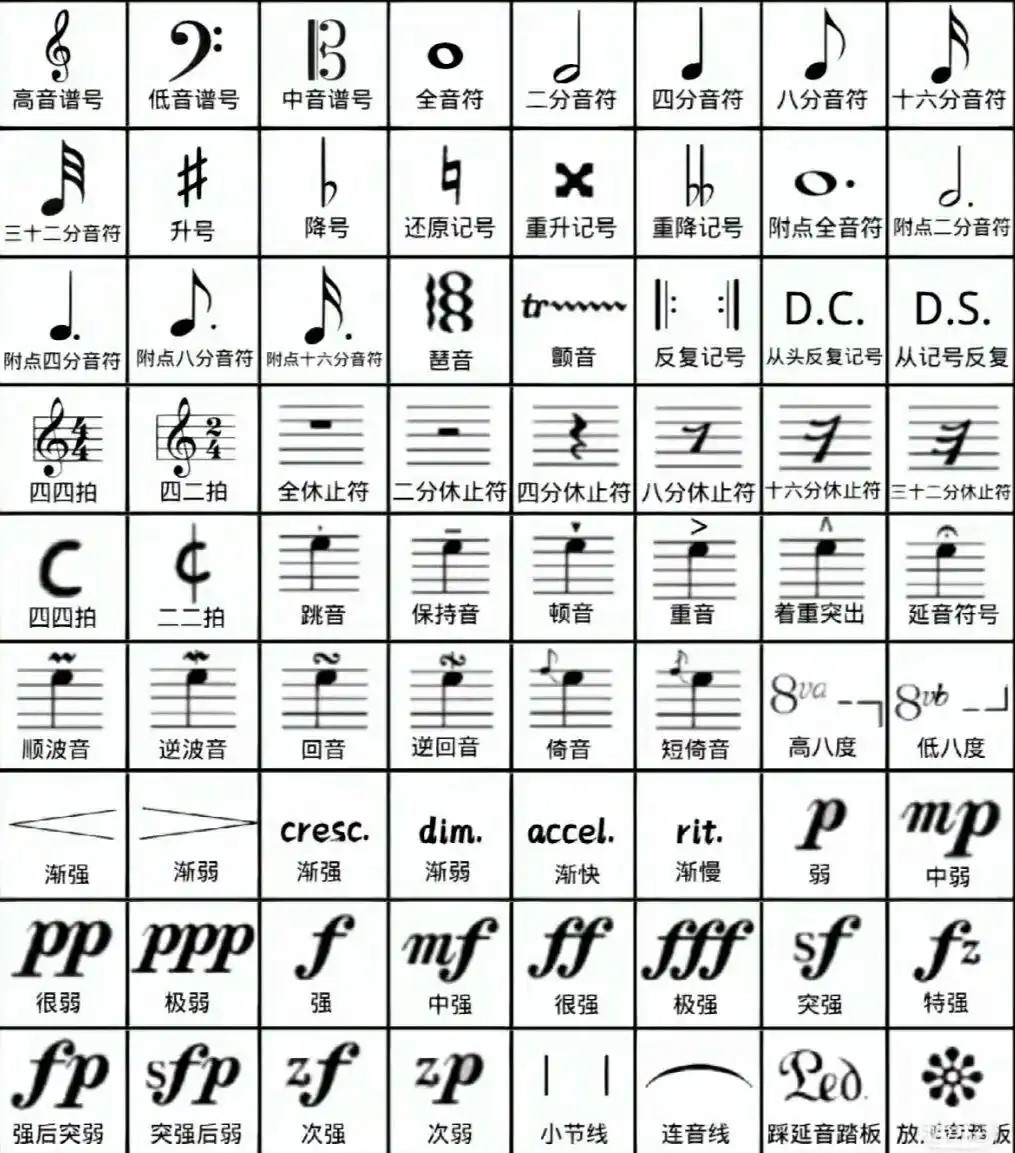 高音谱号 低音谱号 中音谱号 全音符 二分音符 四分音符 八分音符 十六分音符
三十二分音符 升号 降号 还原记号 重升记号 重降记号 附点全音符 附点二分音符
tr D.C. D.S.
附点四分音符 附点八分音符 附点十六分音符 琶音 颤音 反复记号 从头反复记号 从记号反复
4 4 2 4
四四拍 四二拍 全休止符 二分休止符 四分休止符 八分休止符 十六分休止符 三十二分休止符
C ¢
四四拍 二二拍 跳音 保持音 顿音 重音 着重突出 延音符号
8va 8vb
顺波音 逆波音 回音 逆回音 倚音 短倚音 高八度 低八度
cresc. dim. accel. rit. p mp
渐强 渐弱 渐强 渐弱 渐快 渐慢 弱 中弱
pp ppp f mf ff fff sf fz
很弱 极弱 强 中强 很强 极强 突强 特强
fp sfp zf zp Ped.
强后突弱 突强后弱 次强 次弱 小节线 连音线 踩延音踏板 放